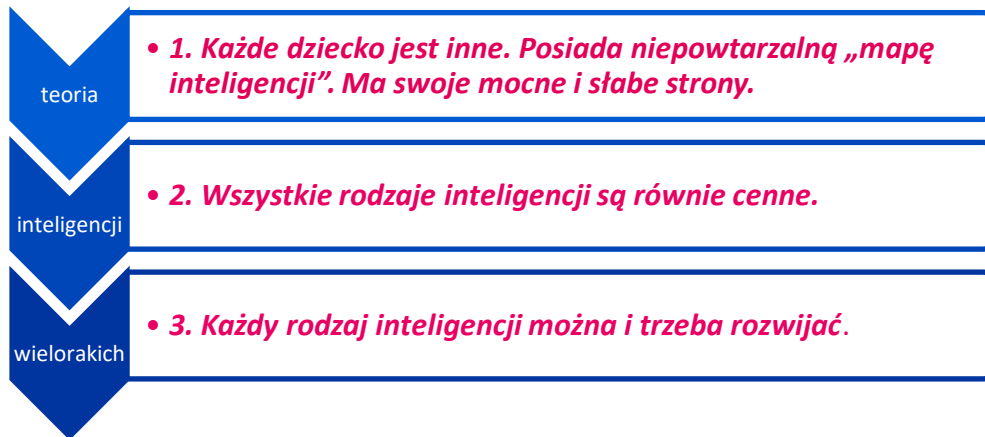 teoria
• 1. Każde dziecko jest inne. Posiada niepowtarzalną „mapę
inteligencji”. Ma swoje mocne i słabe strony.
inteligencji
• 2. Wszystkie rodzaje inteligencji są równie cenne.
wielorakich
• 3. Każdy rodzaj inteligencji można i trzeba rozwijać.